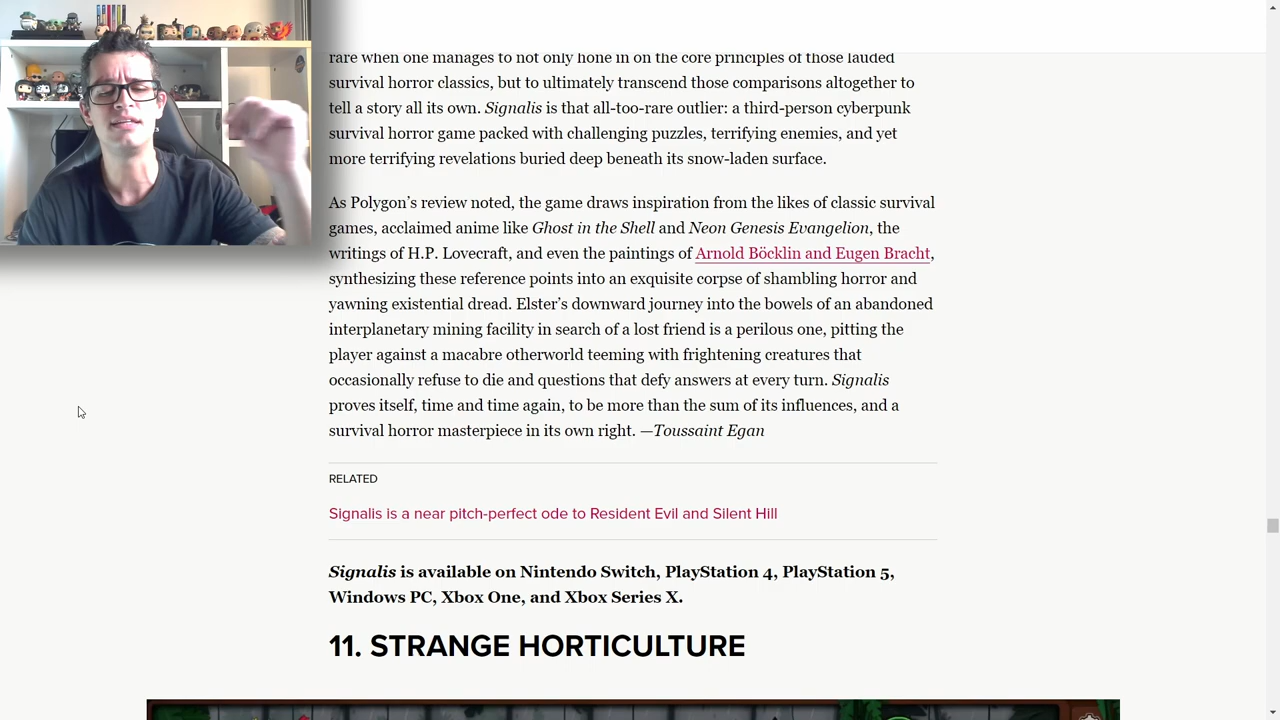 rare when one manages to not only hone in on the core principles of those lauded
survival horror classics, but to ultimately transcend those comparisons altogether to
tell a story all its own. Signalis is that all-too-rare outlier: a third-person cyberpunk
survival horror game packed with challenging puzzles, terrifying enemies, and yet
more terrifying revelations buried deep beneath its snow-laden surface.
As Polygon’s review noted, the game draws inspiration from the likes of classic survival
games, acclaimed anime like Ghost in the Shell and Neon Genesis Evangelion, the
writings of H.P. Lovecraft, and even the paintings of Arnold Böcklin and Eugen Bracht,
synthesizing these reference points into an exquisite corpse of shambling horror and
yawning existential dread. Elster’s downward journey into the bowels of an abandoned
interplanetary mining facility in search of a lost friend is a perilous one, pitting the
player against a macabre otherworld teeming with frightening creatures that
occasionally refuse to die and questions that defy answers at every turn. Signalis
proves itself, time and time again, to be more than the sum of its influences, and a
survival horror masterpiece in its own right. —Toussaint Egan
RELATED
Signalis is a near pitch-perfect ode to Resident Evil and Silent Hill
Signalis is available on Nintendo Switch, PlayStation 4, PlayStation 5,
Windows PC, Xbox One, and Xbox Series X.
11. STRANGE HORTICULTURE